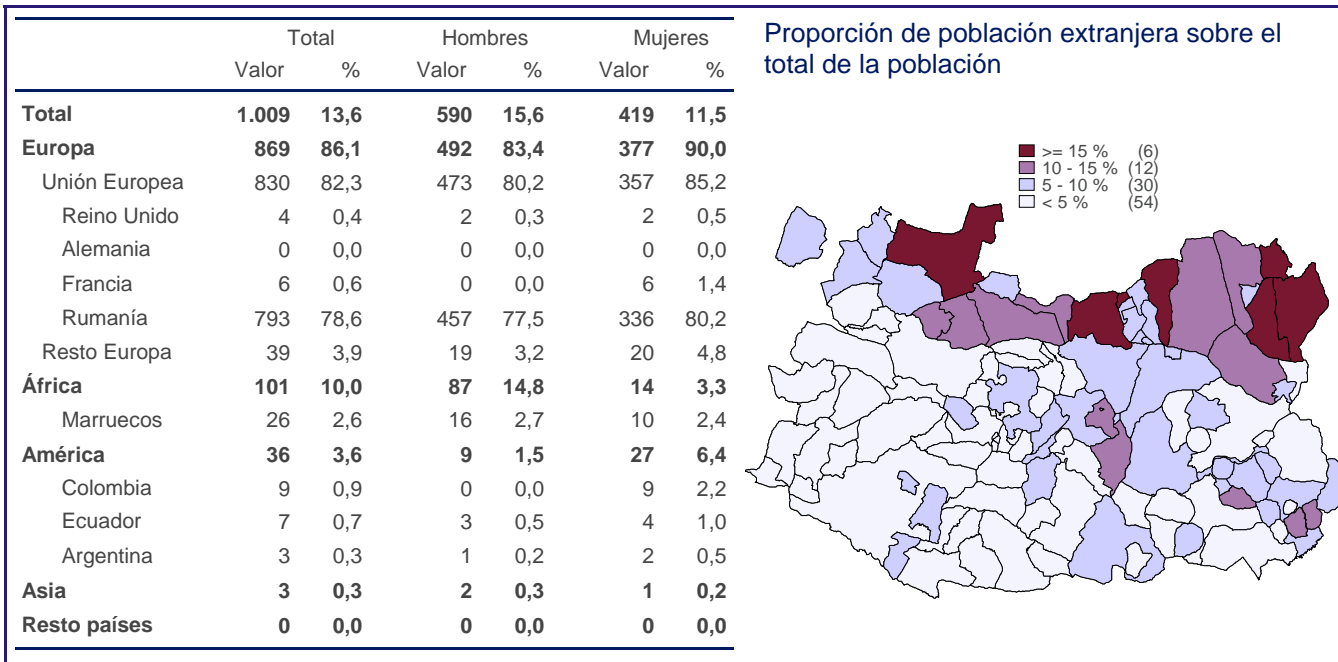 Total Hombres Mujeres
Valor % Valor % Valor %
Total 1.009 13,6 590 15,6 419 11,5
Europa 869 86,1 492 83,4 377 90,0
Unión Europea 830 82,3 473 80,2 357 85,2
Reino Unido 4 0,4 2 0,3 2 0,5
Alemania 0 0,0 0 0,0 0 0,0
Francia 6 0,6 0 0,0 6 1,4
Rumanía 793 78,6 457 77,5 336 80,2
Resto Europa 39 3,9 19 3,2 20 4,8
África 101 10,0 87 14,8 14 3,3
Marruecos 26 2,6 16 2,7 10 2,4
América 36 3,6 9 1,5 27 6,4
Colombia 9 0,9 0 0,0 9 2,2
Ecuador 7 0,7 3 0,5 4 1,0
Argentina 3 0,3 1 0,2 2 0,5
Asia 3 0,3 2 0,3 1 0,2
Resto países 0 0,0 0 0,0 0 0,0
Proporción de población extranjera sobre el
total de la población
>= 15 % (6)
10 - 15 % (12)
5 - 10 % (30)
< 5 % (54)